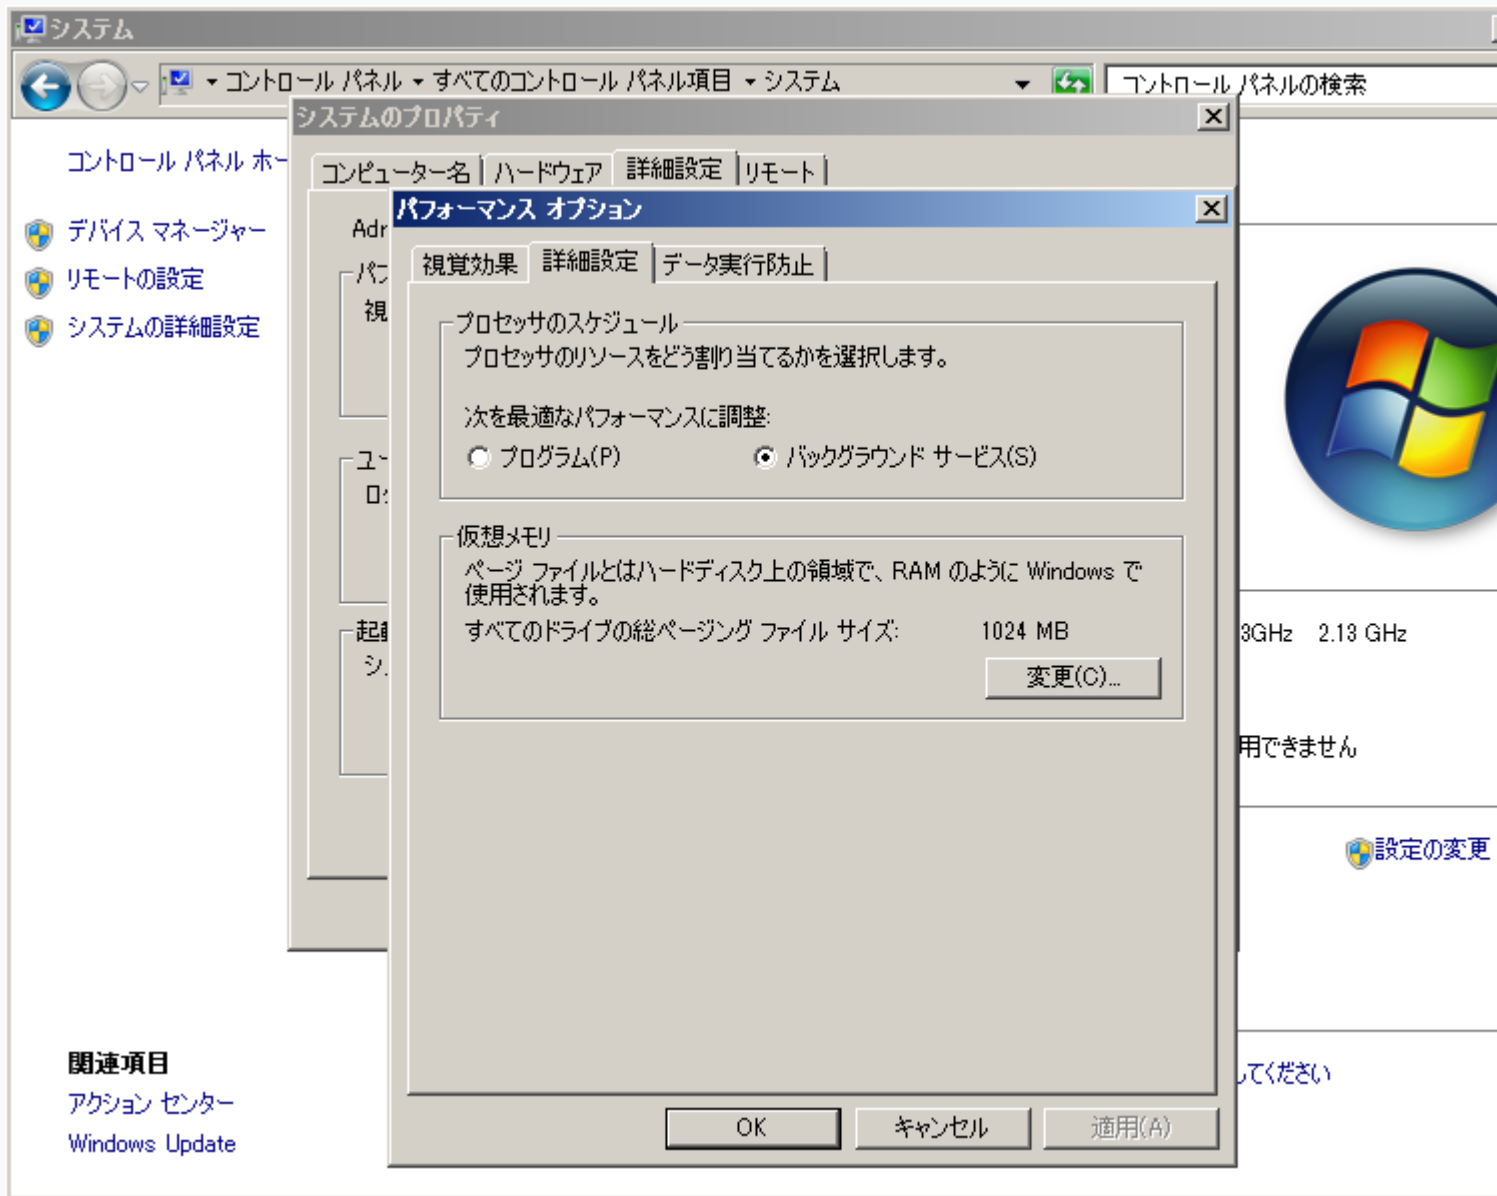 システム
コントロール パネル
すべてのコントロール パネル項目
システム
コントロール パネルの検索
システムのプロパティ
コントロール パネル ホー
コンピューター名
ハードウェア
詳細設定
リモート
デバイス マネージャー
リモートの設定
システムの詳細設定
パフォーマンス オプション
視覚効果
詳細設定
データ実行防止
プロセッサのスケジュール
プロセッサのリソースをどう割り当てるかを選択します。
次を最適なパフォーマンスに調整:
プログラム(P)
バックグラウンド サービス(S)
仮想メモリ
ページ ファイルとはハードディスク上の領域で、RAM のように Windows で
使用されます。
すべてのドライブの総ページング ファイル サイズ:
1024 MB
変更(C)...
3GHz 2.13 GHz
用できません
設定の変更
関連項目
アクション センター
Windows Update
してください
OK
キャンセル
適用(A)